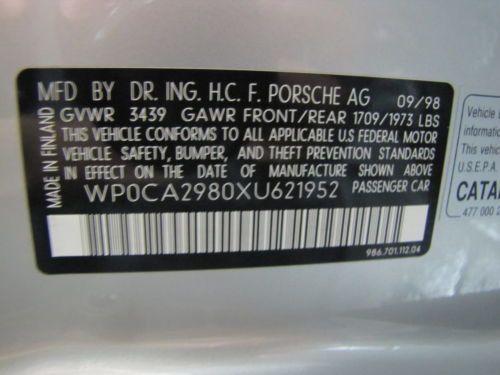 MFD BY DR. ING. H.C. F. PORSCHE AG 09/98
GVWR 3439 GAWR FRONT/REAR 1709/1973 LBS
THIS VEHICLE CONFORMS TO ALL APPLICABLE U.S FEDERAL MOTOR
VEHICLE SAFETY, BUMPER, AND THEFT PREVENTION STANDARDS
IN EFFECT ON THE DATE OF MANUFACTURE SHOWN ABOVE
WP0CA2980XU621952 PASSENGER CAR
986.701.112.04
MADE IN FINLAND
Vehicle
information
This
U.S.E.P.A.
CATA
477 000 2